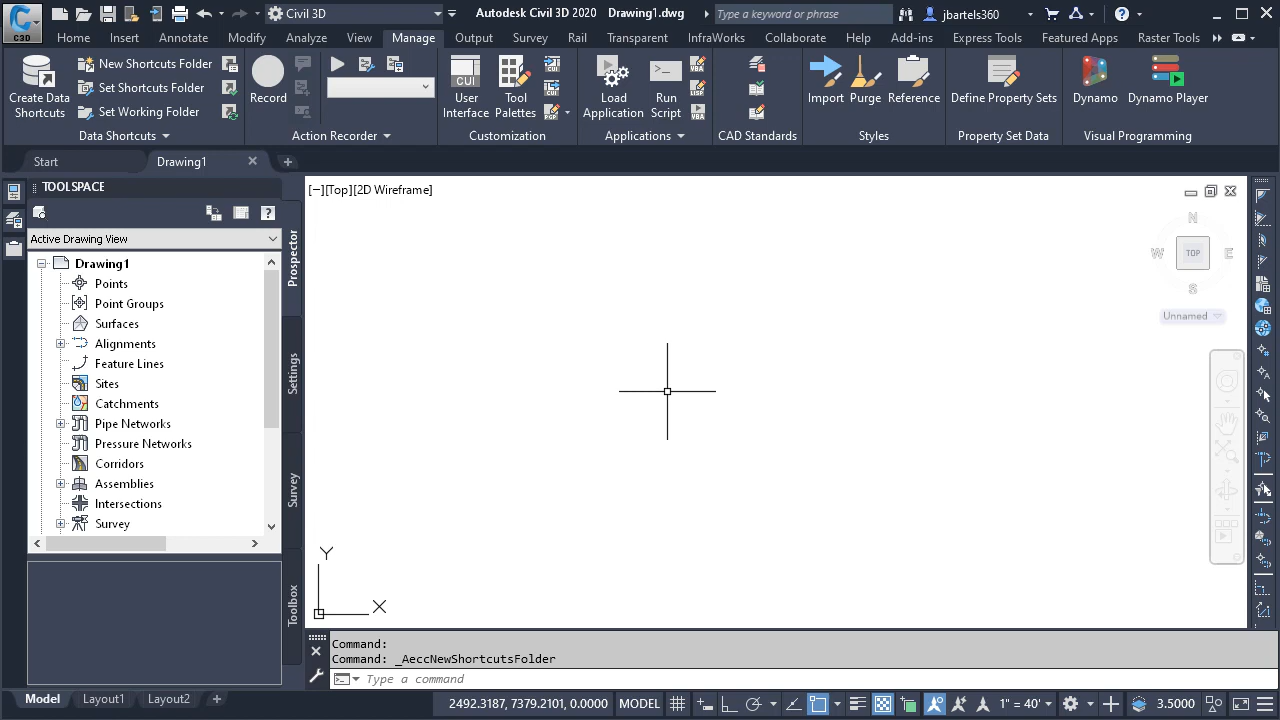 C3D
Civil 3D
Autodesk Civil 3D 2020 Drawing1.dwg
Type a keyword or phrase
jbartels360
Home Insert Annotate Modify Analyze View Manage Output Survey Rail Transparent InfraWorks Collaborate Help Add-ins Express Tools Featured Apps Raster Tools
New Shortcuts Folder
Set Shortcuts Folder
Set Working Folder
Create Data
Shortcuts
Data Shortcuts
Record
Action Recorder
CUI
User
Interface
Tool
Palettes
Customization
Load
Application
Run
Script
VBA
VBA
Applications
CAD Standards
Import
Purge
Reference
Styles
Define Property Sets
Property Set Data
Dynamo
Dynamo Player
Visual Programming
Start
Drawing1
TOOLSPACE
Active Drawing View
Drawing1
Points
Point Groups
Surfaces
Alignments
Feature Lines
Sites
Catchments
Pipe Networks
Pressure Networks
Corridors
Assemblies
Intersections
Survey
Prospector
Settings
Survey
Toolbox
[−][Top][2D Wireframe]
N
W
TOP
E
S
Unnamed
Y
X
Command:
Command: _AeccNewShortcutsFolder
Type a command
Model Layout1 Layout2
2492.3187, 7379.2101, 0.0000 MODEL
1" = 40'
3.5000